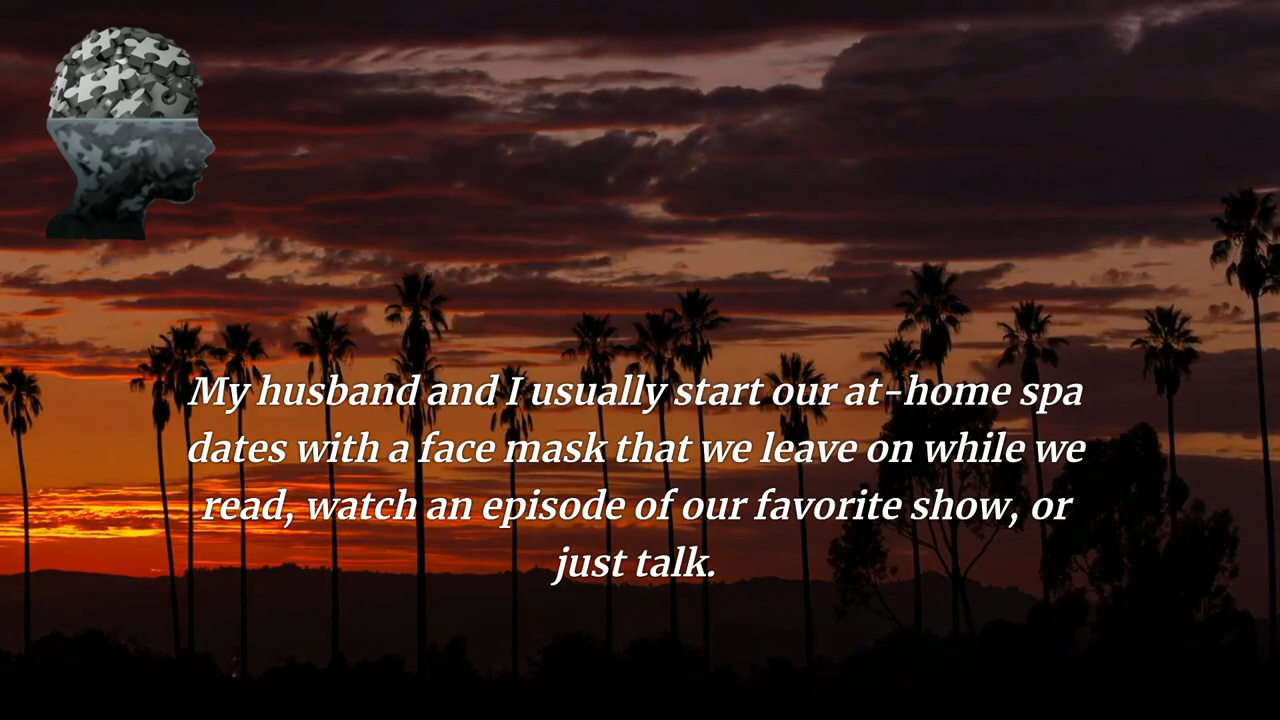 My husband and I usually start our at-home spa
dates with a face mask that we leave on while we
read, watch an episode of our favorite show, or
just talk.